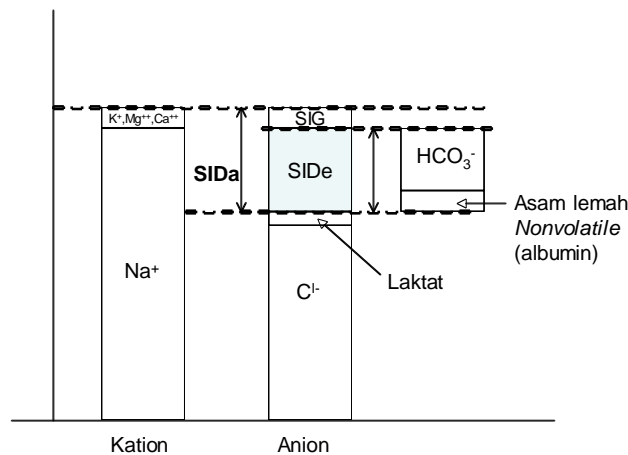 K⁺,Mg⁺⁺,Ca⁺⁺
SIG
HCO₃⁻
SIDa
SIDe
Asam lemah
Nonvolatile
(albumin)
Laktat
Na⁺
Cˡ⁻
Kation
Anion